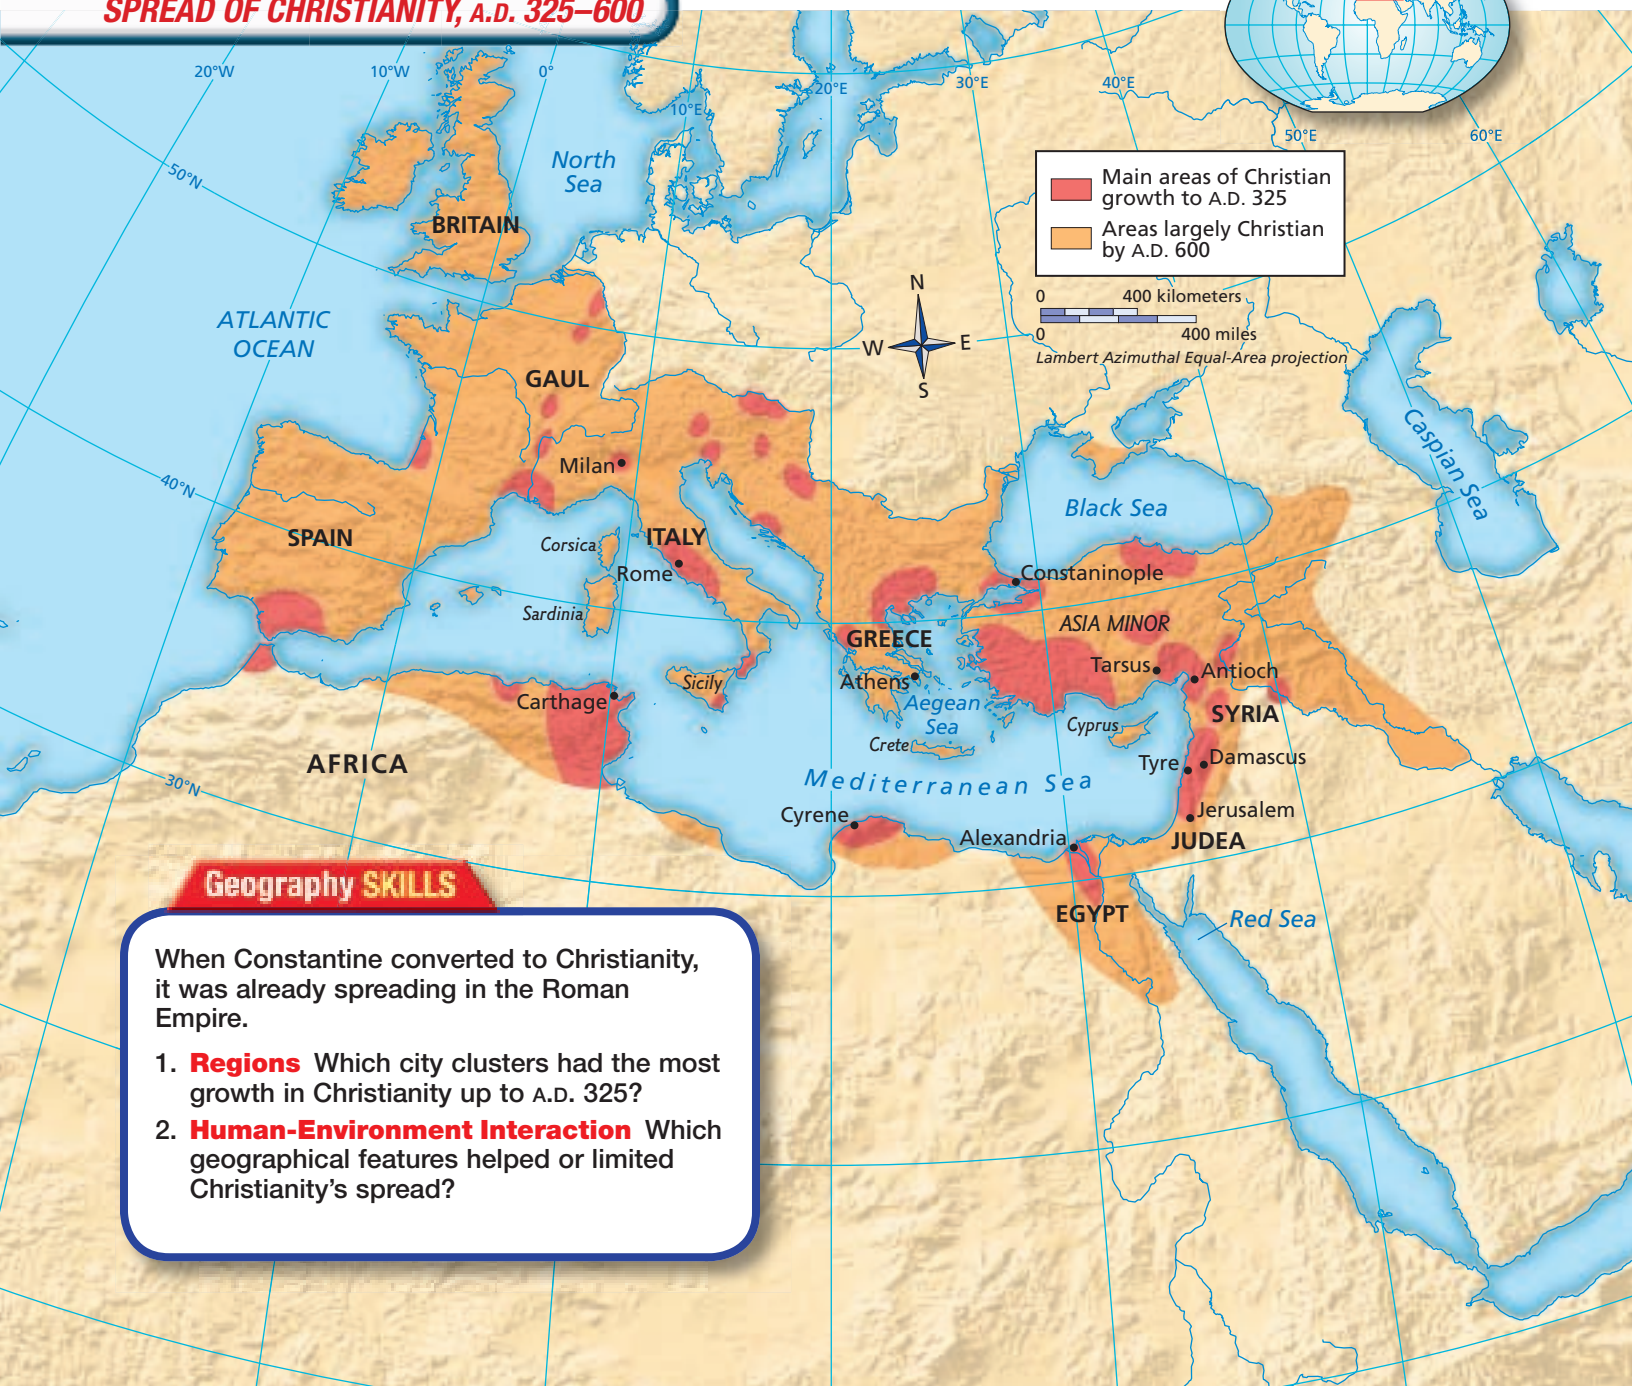 SPREAD OF CHRISTIANITY, A.D. 325–600
20°W
10°W
0°
10°E
20°E
30°E
40°E
50°E
60°E
50°N
40°N
30°N
Main areas of Christian
growth to A.D. 325
Areas largely Christian
by A.D. 600
0
400 kilometers
0
400 miles
Lambert Azimuthal Equal-Area projection
N
W
E
S
North
Sea
BRITAIN
ATLANTIC
OCEAN
GAUL
Milan
SPAIN
Corsica
ITALY
Rome
Sardinia
Black Sea
Caspian Sea
Constaninople
ASIA MINOR
GREECE
Tarsus
Antioch
Athens
Sicily
Carthage
Aegean
Sea
Cyprus
SYRIA
Crete
AFRICA
Tyre
Damascus
Mediterranean Sea
Cyrene
Jerusalem
Alexandria
JUDEA
EGYPT
Red Sea
Geography SKILLS
When Constantine converted to Christianity,
it was already spreading in the Roman
Empire.
1. Regions Which city clusters had the most
growth in Christianity up to A.D. 325?
2. Human-Environment Interaction Which
geographical features helped or limited
Christianity's spread?